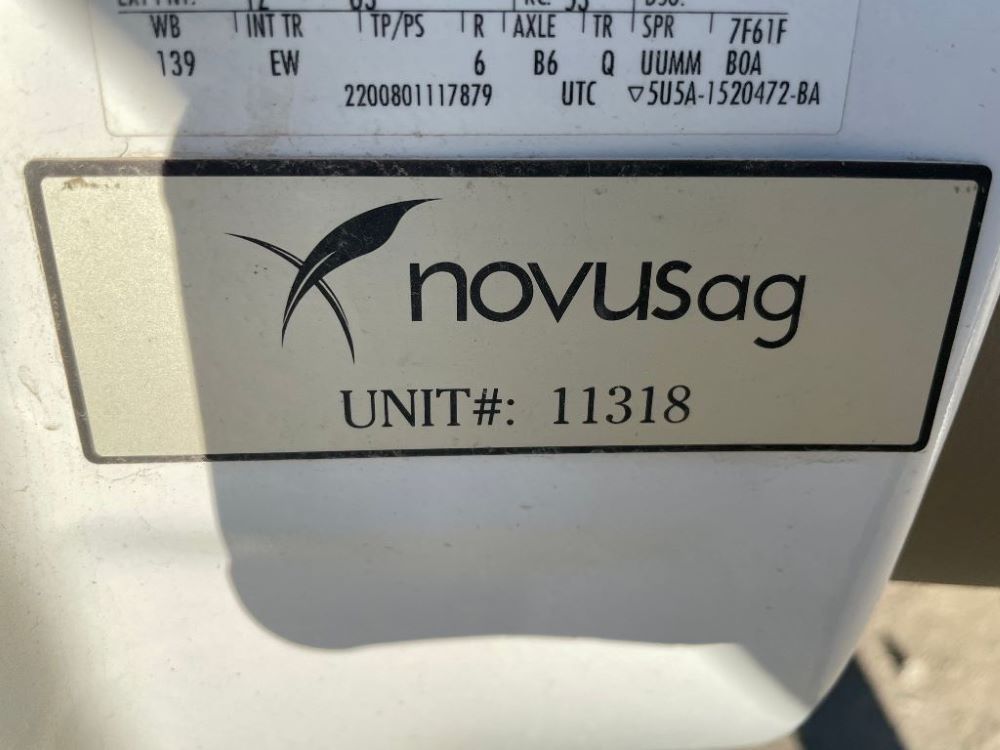 WB INT TR TP/PS R AXLE TR SPR 7F61F
139 EW 6 B6 Q UUMM B0A
2200801117879 UTC ▽5U5A-1520472-BA
novusag
UNIT#: 11318